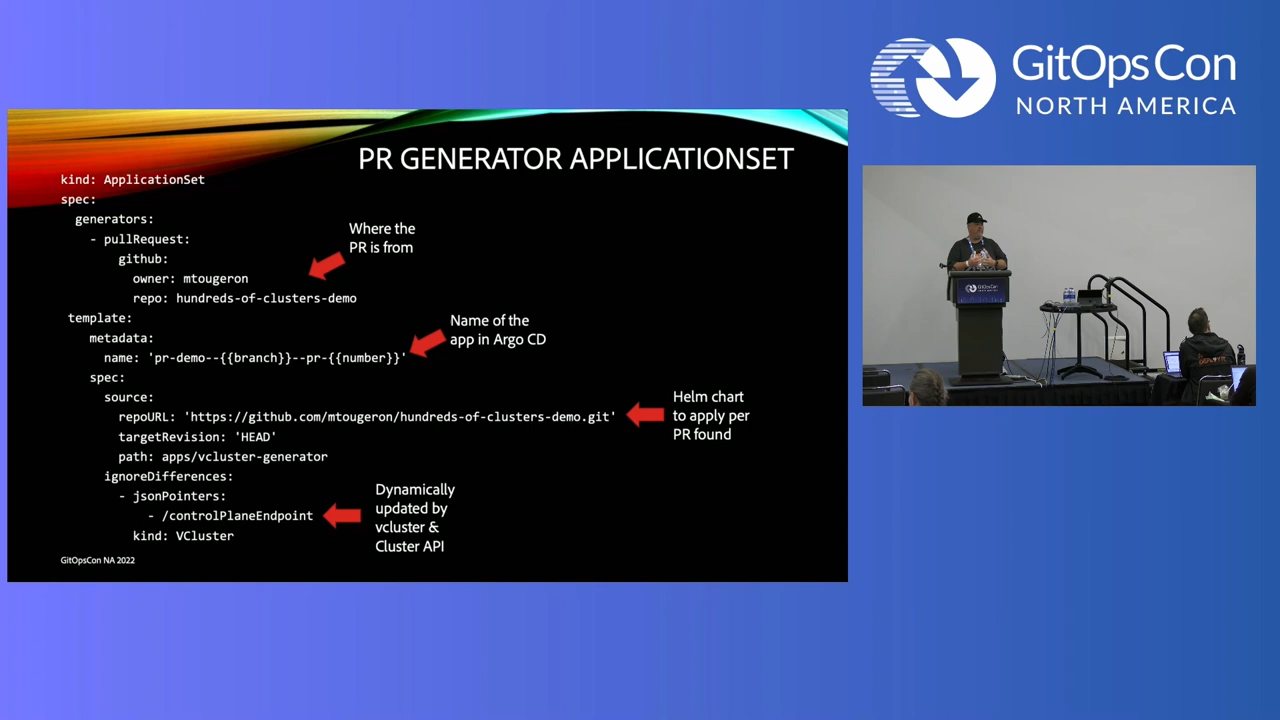 GitOpsCon
NORTH AMERICA
PR GENERATOR APPLICATIONSET
kind: ApplicationSet
spec:
generators:
- pullRequest:
github:
owner: mtougeron
repo: hundreds-of-clusters-demo
Where the
PR is from
template:
metadata:
name: 'pr-demo--{{branch}}--pr-{{number}}'
Name of the
app in Argo CD
spec:
source:
repoURL: 'https://github.com/mtougeron/hundreds-of-clusters-demo.git'
targetRevision: 'HEAD'
path: apps/vcluster-generator
Helm chart
to apply per
PR found
ignoreDifferences:
- jsonPointers:
- /controlPlaneEndpoint
kind: VCluster
Dynamically
updated by
vcluster &
Cluster API
GitOpsCon NA 2022